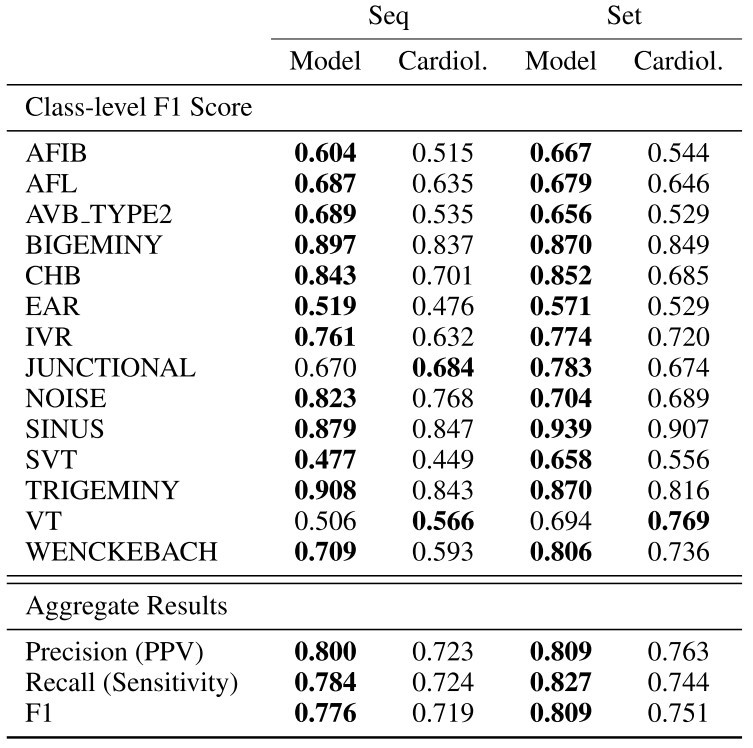 Seq Set
Model Cardiol. Model Cardiol.
Class-level F1 Score
AFIB 0.604 0.515 0.667 0.544
AFL 0.687 0.635 0.679 0.646
AVB_TYPE2 0.689 0.535 0.656 0.529
BIGEMINY 0.897 0.837 0.870 0.849
CHB 0.843 0.701 0.852 0.685
EAR 0.519 0.476 0.571 0.529
IVR 0.761 0.632 0.774 0.720
JUNCTIONAL 0.670 0.684 0.783 0.674
NOISE 0.823 0.768 0.704 0.689
SINUS 0.879 0.847 0.939 0.907
SVT 0.477 0.449 0.658 0.556
TRIGEMINY 0.908 0.843 0.870 0.816
VT 0.506 0.566 0.694 0.769
WENCKEBACH 0.709 0.593 0.806 0.736
Aggregate Results
Precision (PPV) 0.800 0.723 0.809 0.763
Recall (Sensitivity) 0.784 0.724 0.827 0.744
F1 0.776 0.719 0.809 0.751